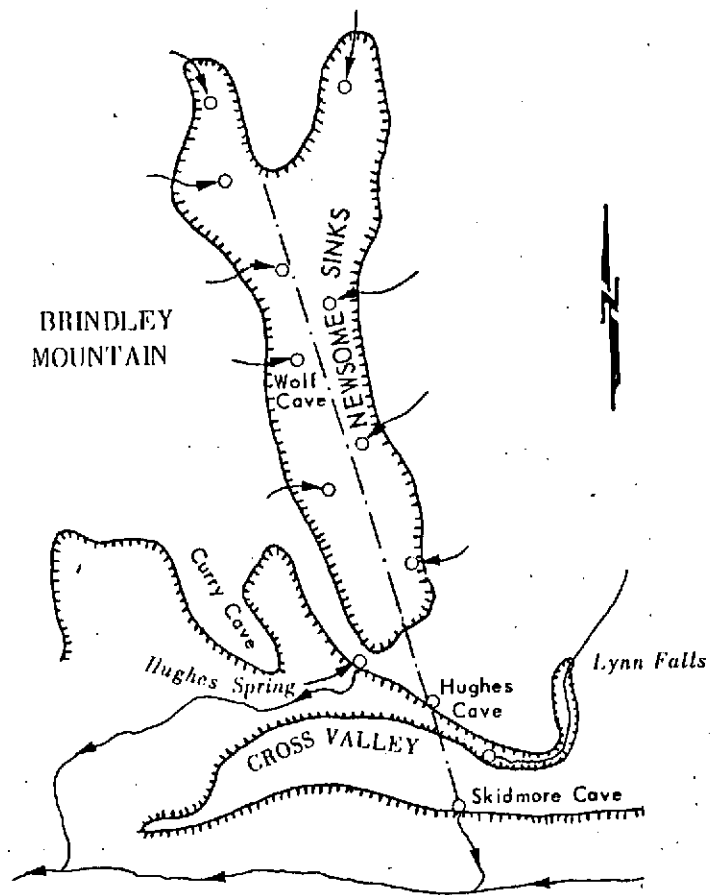 BRINDLEY
MOUNTAIN
NEWSOME SINKS
Wolf
Cave
Curry Cave
Hughes Spring
Lynn Falls
Hughes
Cave
CROSS VALLEY
Skidmore Cave
N